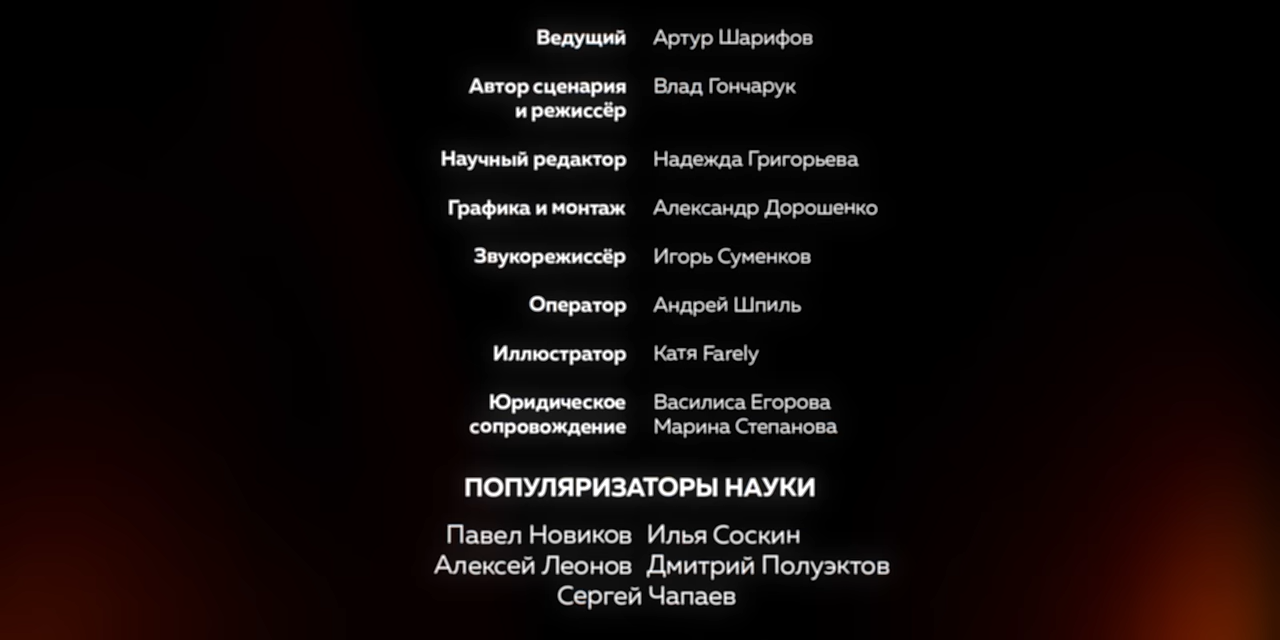 Ведущий Артур Шарифов
Автор сценария Влад Гончарук
и режиссёр
Научный редактор Надежда Григорьева
Графика и монтаж Александр Дорошенко
Звукорежиссёр Игорь Суменков
Оператор Андрей Шпиль
Иллюстратор Катя Farely
Юридическое Василиса Егорова
сопровождение Марина Степанова
ПОПУЛЯРИЗАТОРЫ НАУКИ
Павел Новиков Илья Соскин
Алексей Леонов Дмитрий Полуэктов
Сергей Чапаев